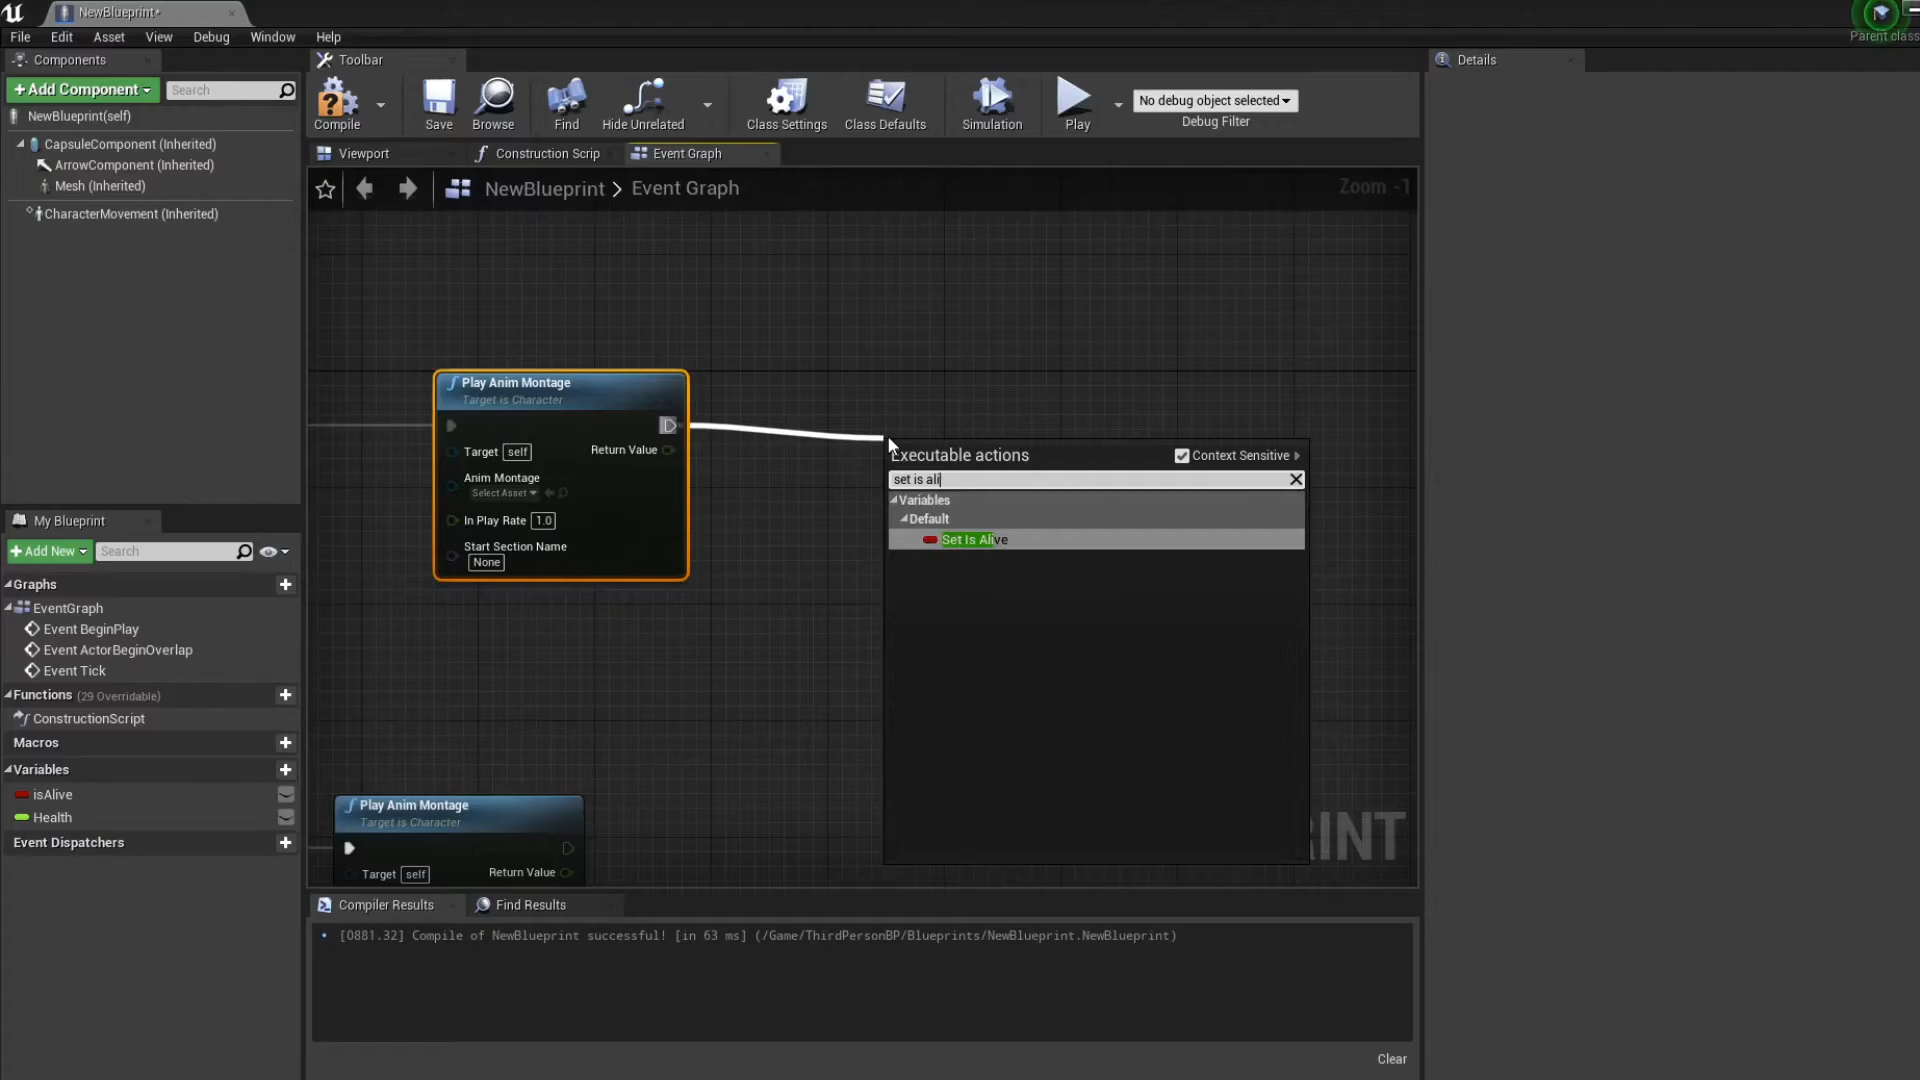 NewBlueprint*
Parent class
File Edit Asset View Debug Window Help
Components
Toolbar
Details
+Add Component
Search
NewBlueprint(self)
CapsuleComponent (Inherited)
ArrowComponent (Inherited)
Mesh (Inherited)
CharacterMovement (Inherited)
Compile
Save
Browse
Find
Hide Unrelated
Class Settings
Class Defaults
Simulation
Play
No debug object selected
Debug Filter
Viewport
Construction Scrip
Event Graph
NewBlueprint > Event Graph
Zoom -1
Play Anim Montage
Target is Character
Target self
Return Value
Anim Montage
Select Asset
In Play Rate 1.0
Start Section Name
None
Executable actions
Context Sensitive
set is ali
Variables
Default
Set Is Alive
My Blueprint
+Add New
Search
Graphs
EventGraph
Event BeginPlay
Event ActorBeginOverlap
Event Tick
Functions (29 Overridable)
ConstructionScript
Macros
Variables
isAlive
Health
Event Dispatchers
Play Anim Montage
Target is Character
Target self
Return Value
INT
Compiler Results
Find Results
[0881.32] Compile of NewBlueprint successful! [in 63 ms] (/Game/ThirdPersonBP/Blueprints/NewBlueprint.NewBlueprint)
Clear